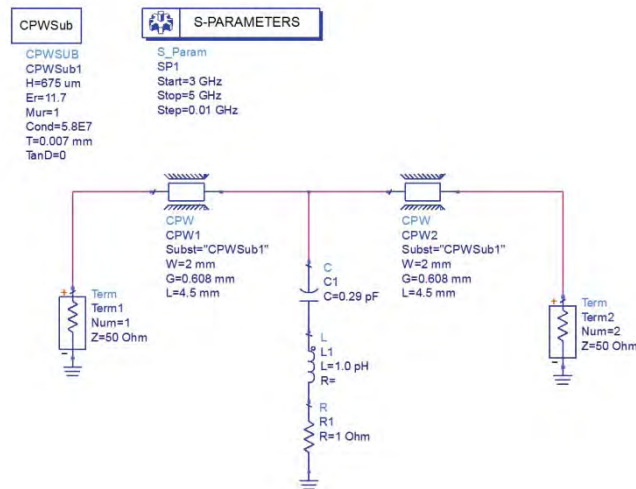 CPWSub
S-PARAMETERS
CPWSUB
CPWSub1
H=675 um
Er=11.7
Mur=1
Cond=5.8E7
T=0.007 mm
TanD=0
S_Param
SP1
Start=3 GHz
Stop=5 GHz
Step=0.01 GHz
CPW
CPW1
Subst="CPWSub1"
W=2 mm
G=0.608 mm
L=4.5 mm
CPW
CPW2
Subst="CPWSub1"
W=2 mm
G=0.608 mm
L=4.5 mm
+
Term
Term1
Num=1
Z=50 Ohm
-
C
C1
C=0.29 pF
L
L1
L=1.0 pH
R=
R
R1
R=1 Ohm
+
Term
Term2
Num=2
Z=50 Ohm
-